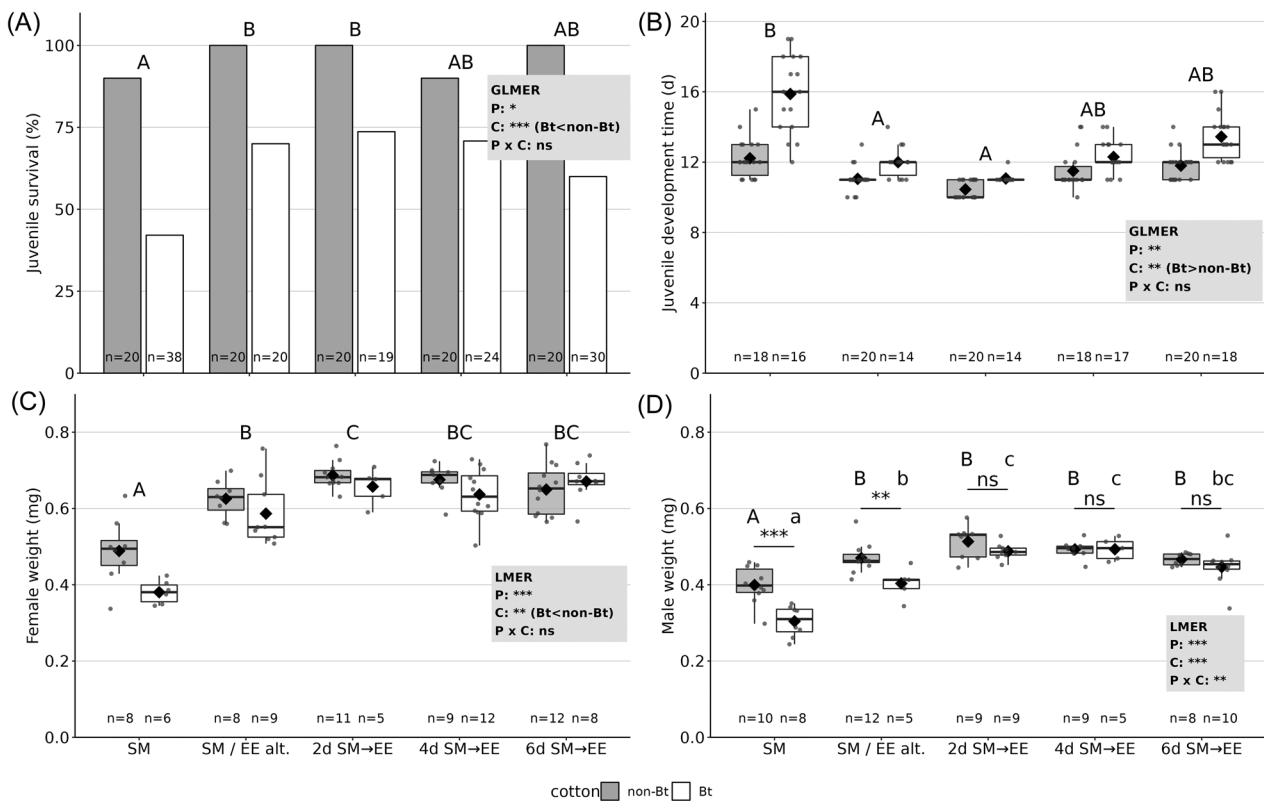 (A)
Juvenile survival (%)
100
75
50
25
0
A
B
B
AB
AB
GLMER
P: *
C: *** (Bt<non-Bt)
P x C: ns
n=20 n=38 n=20 n=20 n=20 n=19 n=20 n=24 n=20 n=30
(B)
Juvenile development time (d)
20
16
12
8
4
0
B
A
A
AB
AB
GLMER
P: **
C: ** (Bt>non-Bt)
P x C: ns
n=18 n=16 n=20 n=14 n=20 n=14 n=18 n=17 n=20 n=18
(C)
Female weight (mg)
0.8
0.6
0.4
0.2
0.0
A
B
C
BC
BC
LMER
P: ***
C: ** (Bt<non-Bt)
P x C: ns
n=8 n=6 n=8 n=9 n=11 n=5 n=9 n=12 n=12 n=8
SM SM / EE alt. 2d SM→EE 4d SM→EE 6d SM→EE
(D)
Male weight (mg)
0.8
0.6
0.4
0.2
0.0
A a
***
B b
**
B c
ns
B c
ns
B bc
ns
LMER
P: ***
C: ***
P x C: **
n=10 n=8 n=12 n=5 n=9 n=9 n=9 n=5 n=8 n=10
SM SM / EE alt. 2d SM→EE 4d SM→EE 6d SM→EE
cotton non-Bt Bt